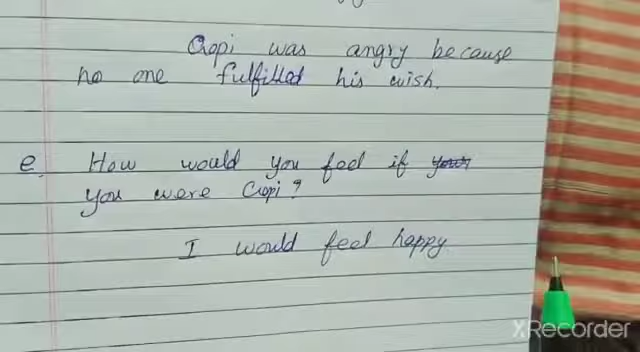 Gopi was angry because
no one fulfilled his wish.
e. How would you feel if your
you were Gopi?
I would feel happy
XRecorder